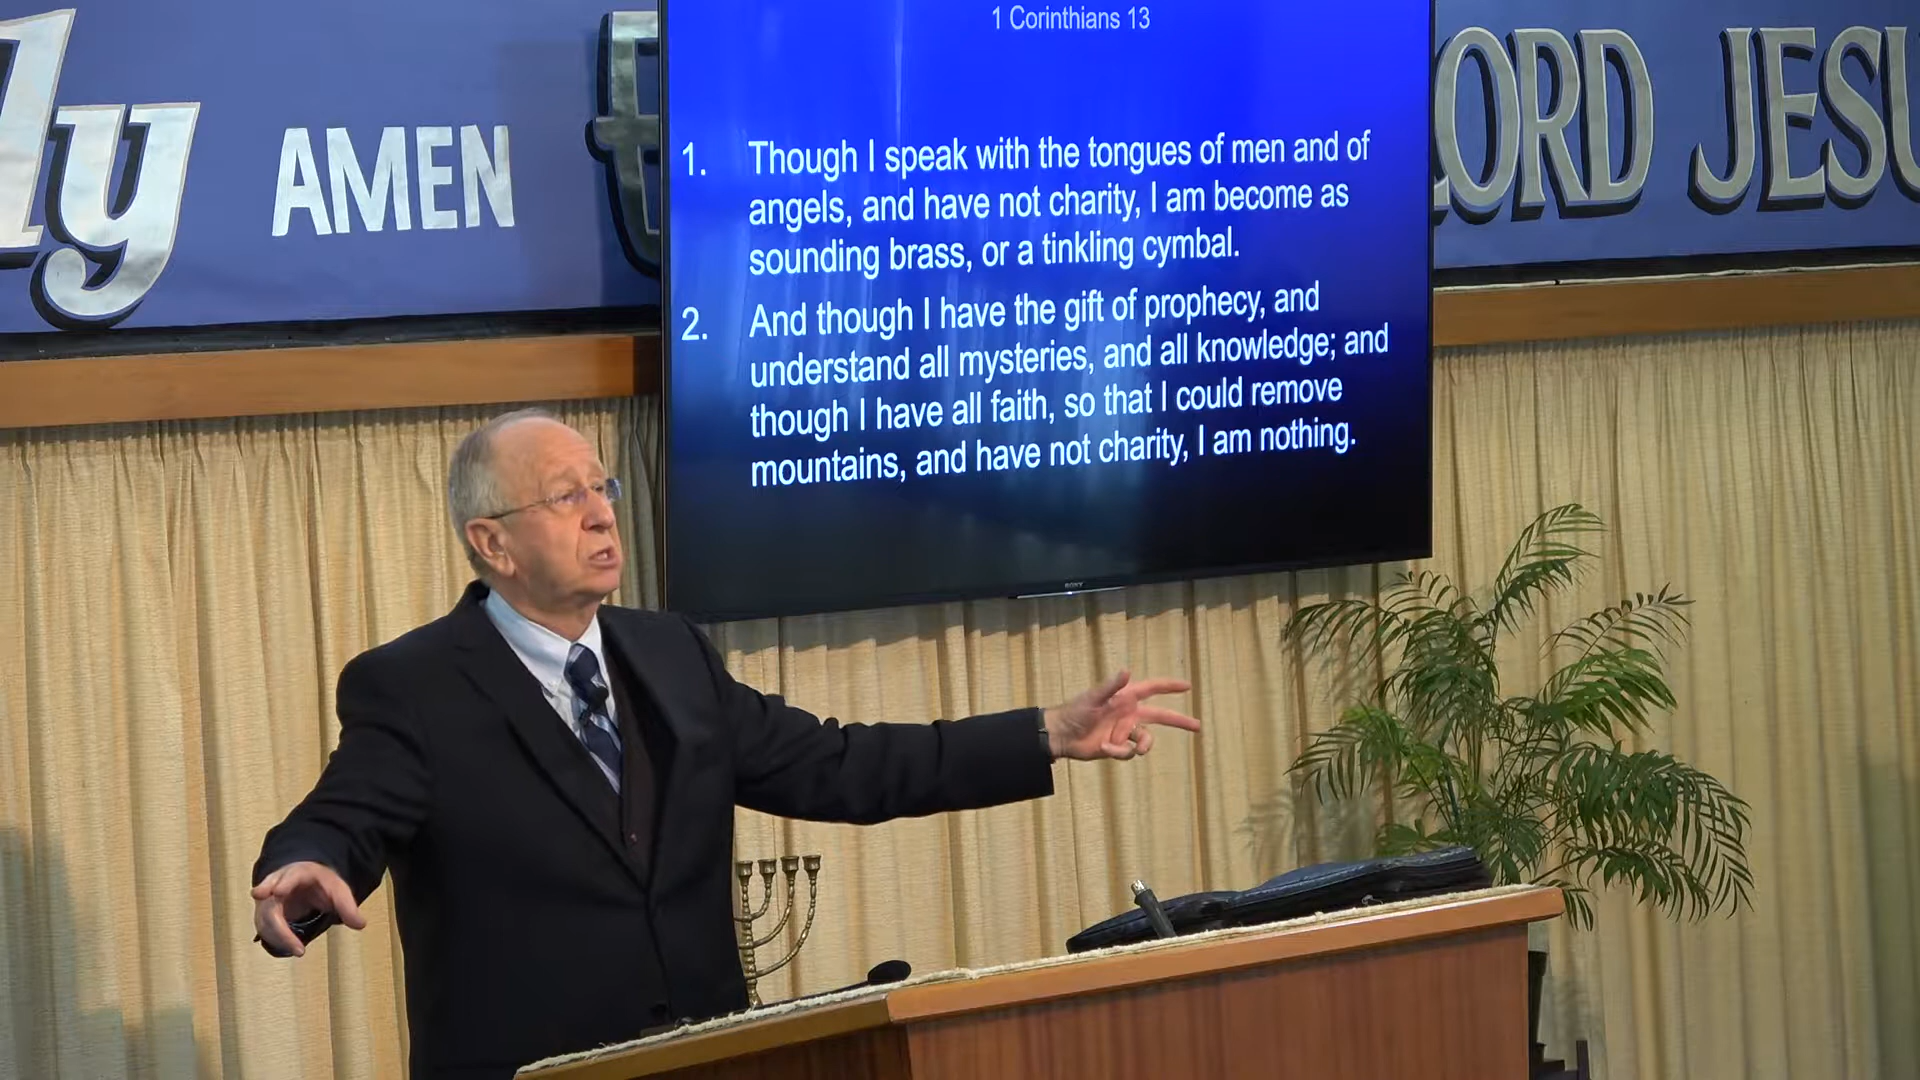 1 Corinthians 13
ly AMEN
ORD JESU
1. Though I speak with the tongues of men and of
angels, and have not charity, I am become as
sounding brass, or a tinkling cymbal.
2. And though I have the gift of prophecy, and
understand all mysteries, and all knowledge; and
though I have all faith, so that I could remove
mountains, and have not charity, I am nothing.
SONY